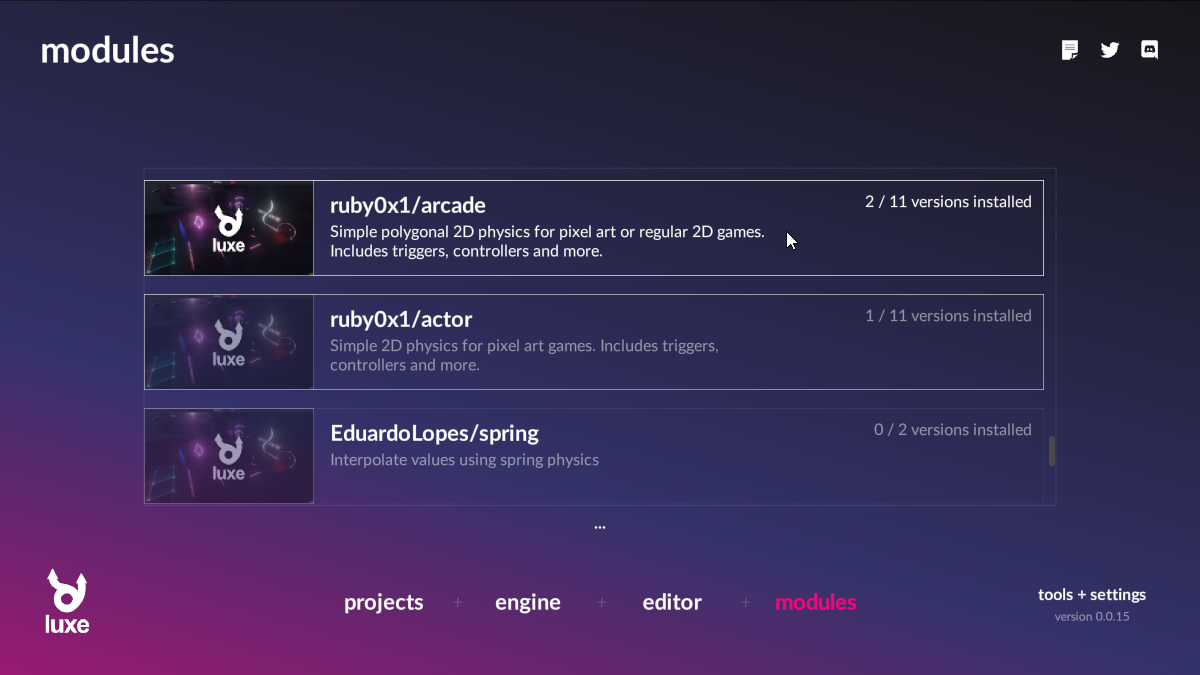 modules
luxe
ruby0x1/arcade
2 / 11 versions installed
Simple polygonal 2D physics for pixel art or regular 2D games.
Includes triggers, controllers and more.
luxe
ruby0x1/actor
1 / 11 versions installed
Simple 2D physics for pixel art games. Includes triggers,
controllers and more.
luxe
EduardoLopes/spring
0 / 2 versions installed
Interpolate values using spring physics
...
luxe
projects + engine + editor + modules
tools + settings
version 0.0.15